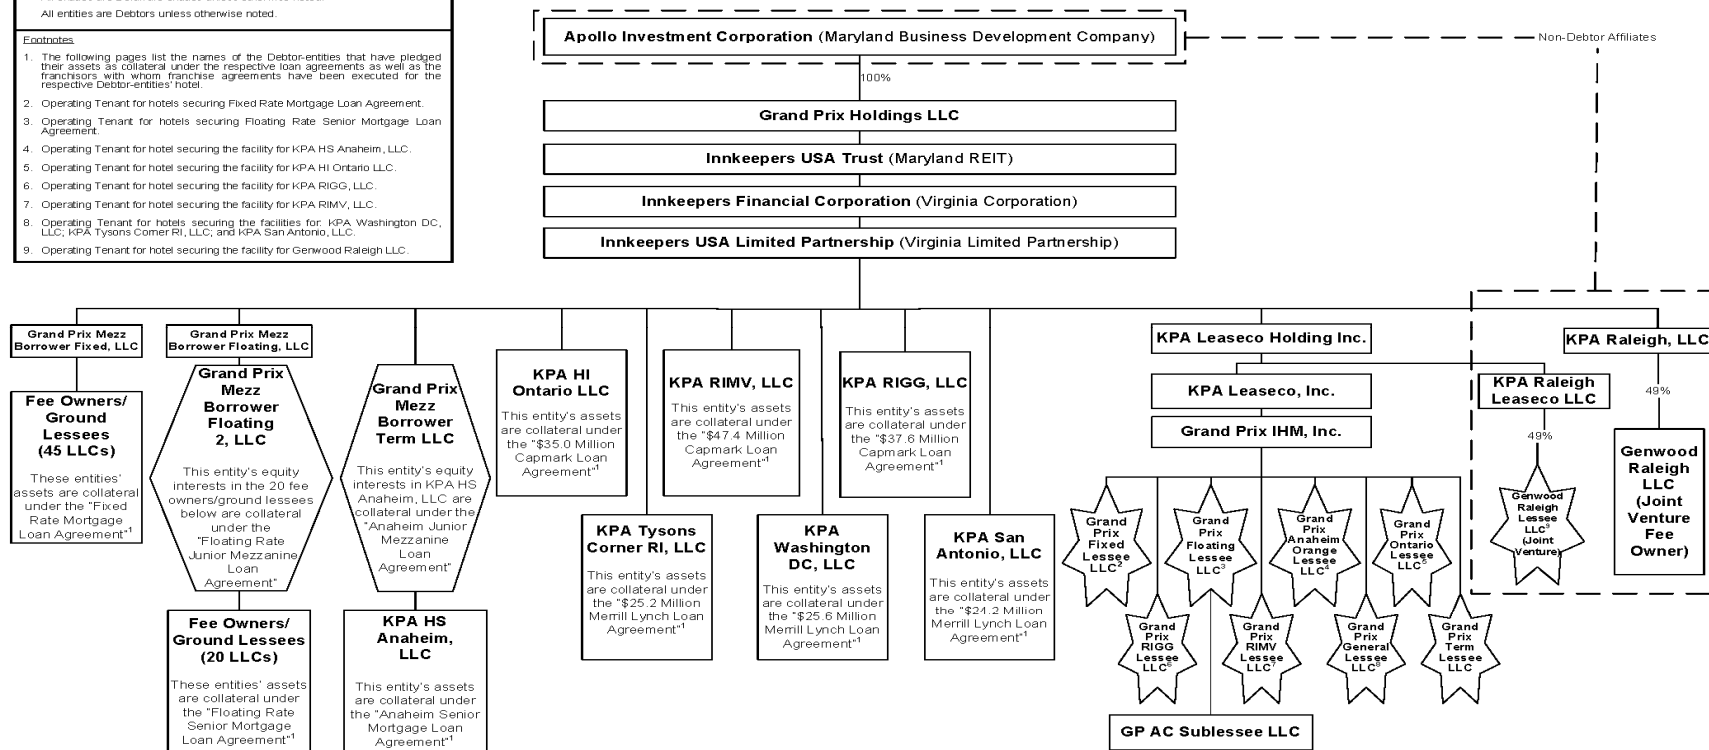 All entities are Debtors unless otherwise noted.
Footnotes
1. The following pages list the names of the Debtor-entities that have pledged
their assets as collateral under the respective loan agreements as well as the
franchisors with whom franchise agreements have been executed for the
respective Debtor-entities' hotel.
2. Operating Tenant for hotels securing Fixed Rate Mortgage Loan Agreement.
3. Operating Tenant for hotels securing Floating Rate Senior Mortgage Loan
Agreement.
4. Operating Tenant for hotel securing the facility for KPA HS Anaheim, LLC.
5. Operating Tenant for hotel securing the facility for KPA HI Ontario LLC.
6. Operating Tenant for hotel securing the facility for KPA RIGG, LLC.
7. Operating Tenant for hotel securing the facility for KPA RIMV, LLC.
8. Operating Tenant for hotels securing the facilities for: KPA Washington DC,
LLC; KPA Tysons Corner RI, LLC; and KPA San Antonio, LLC.
9. Operating Tenant for hotel securing the facility for Genwood Raleigh LLC.
Apollo Investment Corporation (Maryland Business Development Company)
Non-Debtor Affiliates
100%
Grand Prix Holdings LLC
Innkeepers USA Trust (Maryland REIT)
Innkeepers Financial Corporation (Virginia Corporation)
Innkeepers USA Limited Partnership (Virginia Limited Partnership)
Grand Prix Mezz
Borrower Fixed, LLC
Fee Owners/
Ground
Lessees
(45 LLCs)
These entities'
assets are collateral
under the "Fixed
Rate Mortgage
Loan Agreement"1
Grand Prix Mezz
Borrower Floating, LLC
Grand Prix
Mezz
Borrower
Floating
2, LLC
This entity's equity
interests in the 20 fee
owners/ground lessees
below are collateral
under the
"Floating Rate
Junior Mezzanine
Loan
Agreement"
Fee Owners/
Ground Lessees
(20 LLCs)
These entities' assets
are collateral under
the "Floating Rate
Senior Mortgage
Loan Agreement"1
Grand Prix
Mezz
Borrower
Term LLC
This entity's equity
interests in KPA HS
Anaheim, LLC are
collateral under the
"Anaheim Junior
Mezzanine
Loan
Agreement"
KPA HS
Anaheim,
LLC
This entity's assets
are collateral under
the "Anaheim Senior
Mortgage Loan
Agreement"1
KPA HI
Ontario LLC
This entity's assets
are collateral under
the "$35.0 Million
Capmark Loan
Agreement"1
KPA Tysons
Corner RI, LLC
This entity's assets
are collateral under
the "$25.2 Million
Merrill Lynch Loan
Agreement"1
KPA RIMV, LLC
This entity's assets
are collateral under
the "$47.4 Million
Capmark Loan
Agreement"1
KPA
Washington
DC, LLC
This entity's assets
are collateral under
the "$25.6 Million
Merrill Lynch Loan
Agreement"1
KPA RIGG, LLC
This entity's assets
are collateral under
the "$37.6 Million
Capmark Loan
Agreement"1
KPA San
Antonio, LLC
This entity's assets
are collateral under
the "$24.2 Million
Merrill Lynch Loan
Agreement"1
KPA Leaseco Holding Inc.
KPA Leaseco, Inc.
Grand Prix IHM, Inc.
Grand
Prix
Fixed
Lessee
LLC2
Grand
Prix
Floating
Lessee
LLC3
Grand
Prix
Anaheim
Orange
Lessee
LLC4
Grand
Prix
Ontario
Lessee
LLC5
Grand
Prix
RIGG
Lessee
LLC6
Grand
Prix
RIMV
Lessee
LLC7
Grand
Prix
General
Lessee
LLC8
Grand
Prix
Term
Lessee
LLC
GP AC Sublessee LLC
KPA Raleigh
Leaseco LLC
49%
Genwood
Raleigh
Lessee
LLC9
(Joint
Venture)
KPA Raleigh, LLC
49%
Genwood
Raleigh
LLC
(Joint
Venture
Fee
Owner)